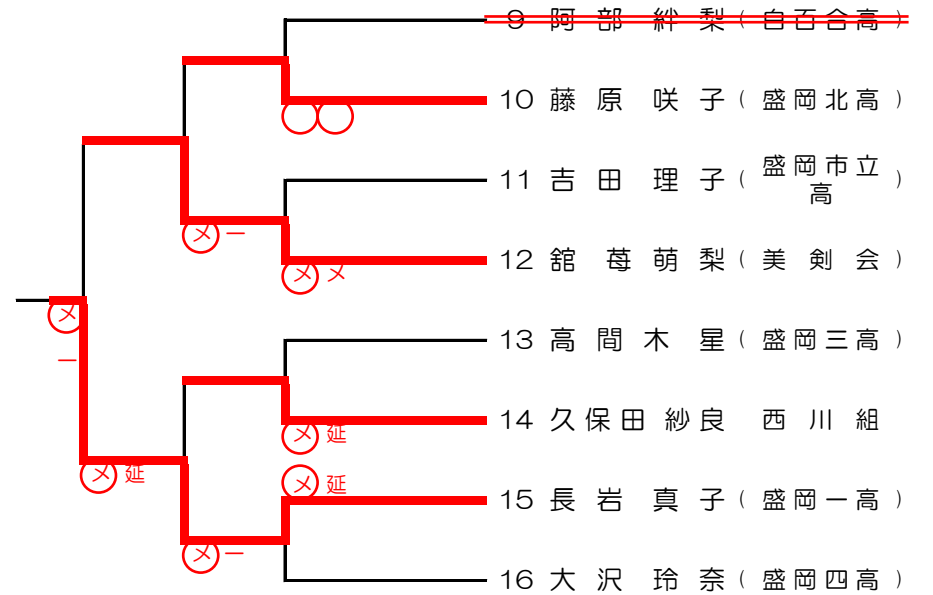 9 阿部 絆梨(白百合高)
10 藤原 咲子(盛岡北高)
11 吉田 理子(盛岡市立高)
12 舘 苺萌梨(美剣会)
13 高間木 星(盛岡三高)
14 久保田 紗良 西川組
15 長岩 真子(盛岡一高)
16 大沢 玲奈(盛岡四高)
メ 一
メ メ
メ
一
メ 延
メ 延
メ 延
メ 一